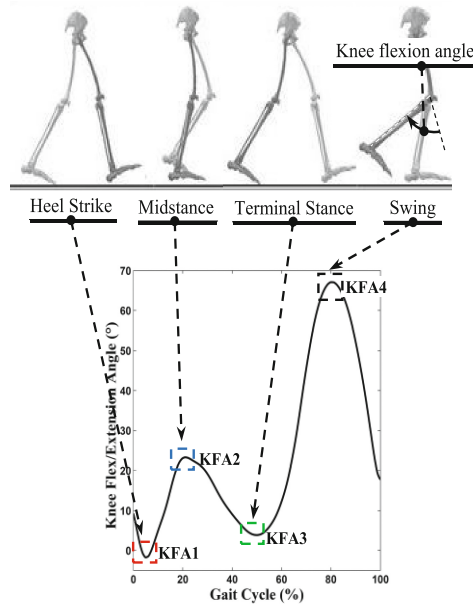 Knee flexion angle
Heel Strike
Midstance
Terminal Stance
Swing
Knee Flex/Extension Angle (°)
70
60
50
40
30
20
10
0
KFA4
KFA2
KFA3
KFA1
0
20
40
60
80
100
Gait Cycle (%)